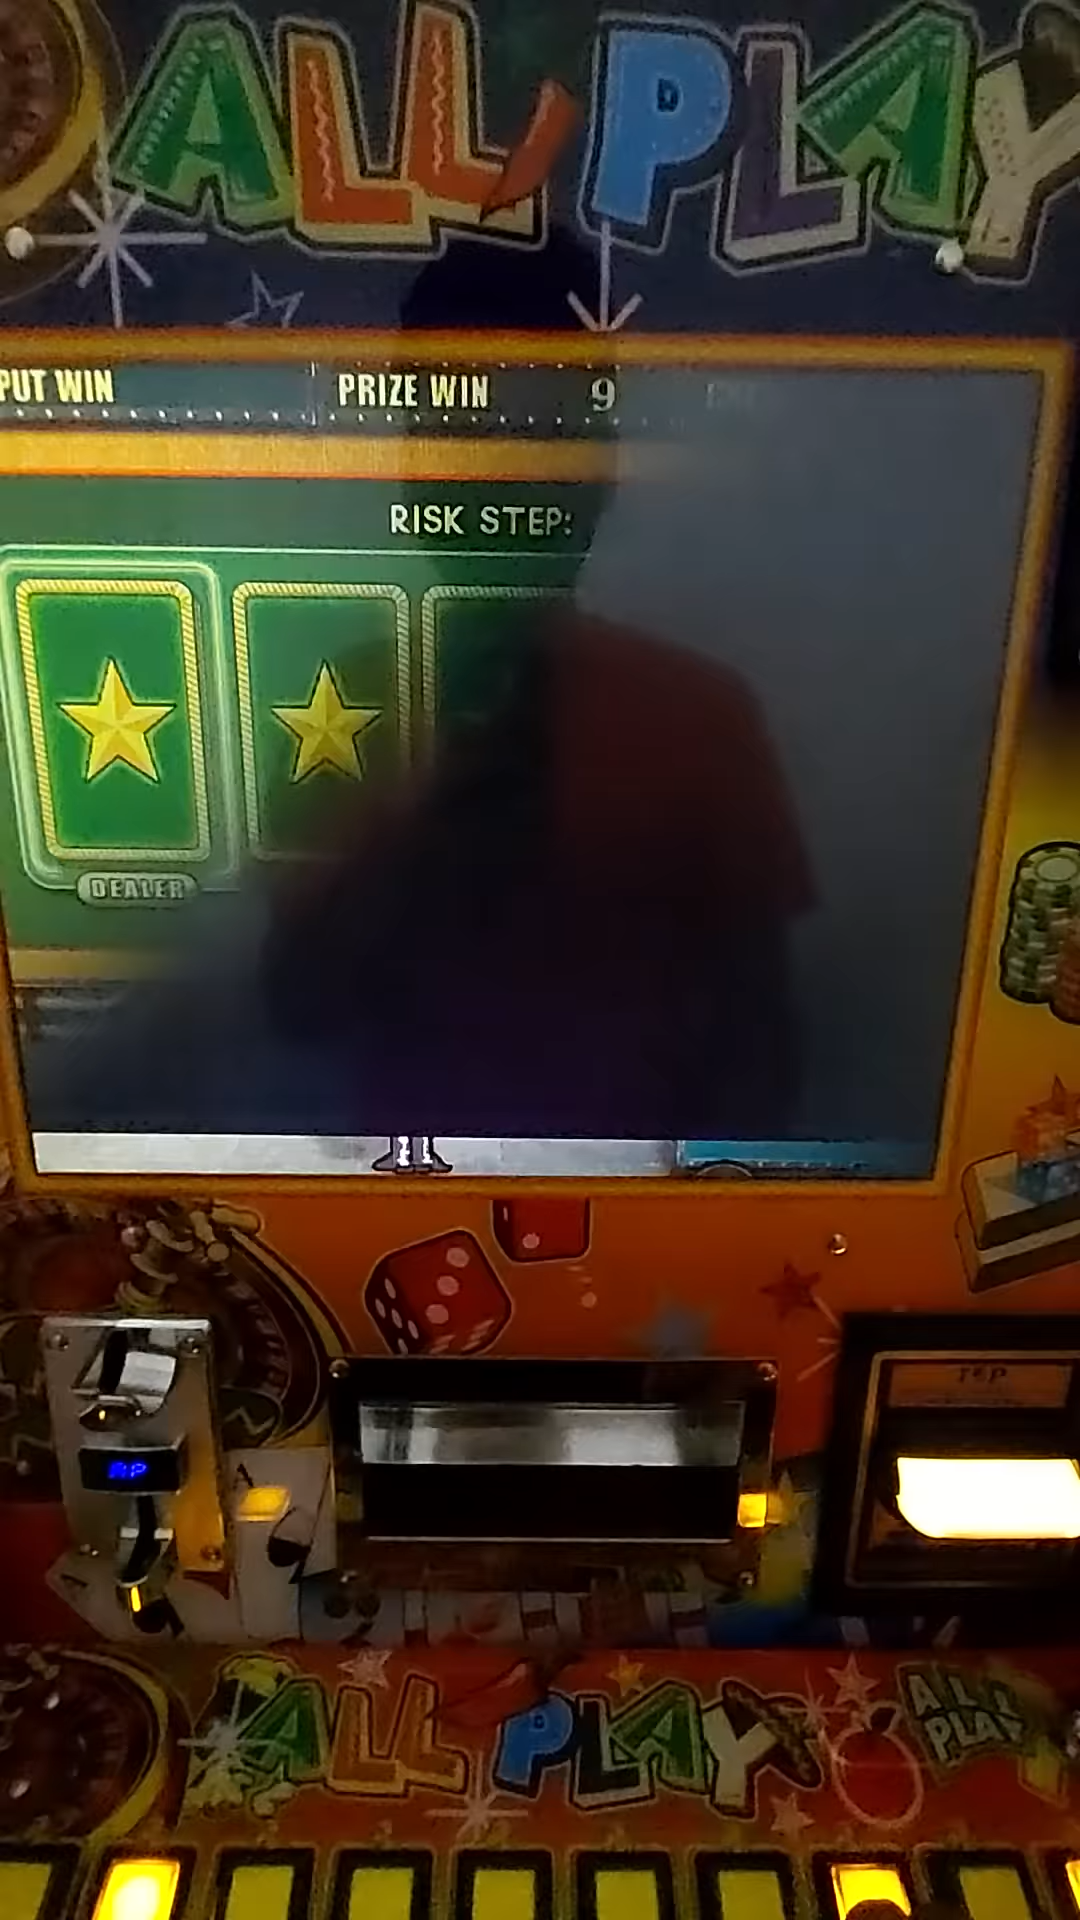 ALL PLAY
PUT WIN
PRIZE WIN 9
RISK STEP:
DEALER
ALL PLAY
ALL
PLAY